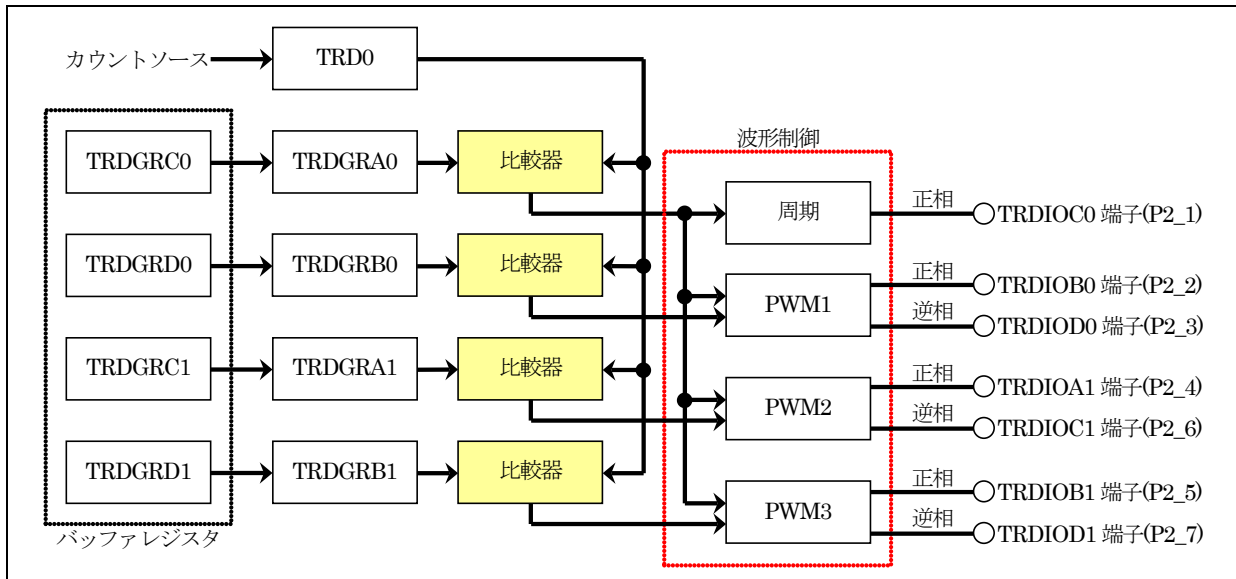 カウントソース
TRD0
TRDGRC0
TRDGRA0
比較器
TRDGRD0
TRDGRB0
比較器
TRDGRC1
TRDGRA1
比較器
TRDGRD1
TRDGRB1
比較器
バッファレジスタ
波形制御
周期
正相
TRDIOC0 端子(P2_1)
PWM1
正相
TRDIOB0 端子(P2_2)
逆相
TRDIOD0 端子(P2_3)
PWM2
正相
TRDIOA1 端子(P2_4)
逆相
TRDIOC1 端子(P2_6)
PWM3
正相
TRDIOB1 端子(P2_5)
逆相
TRDIOD1 端子(P2_7)